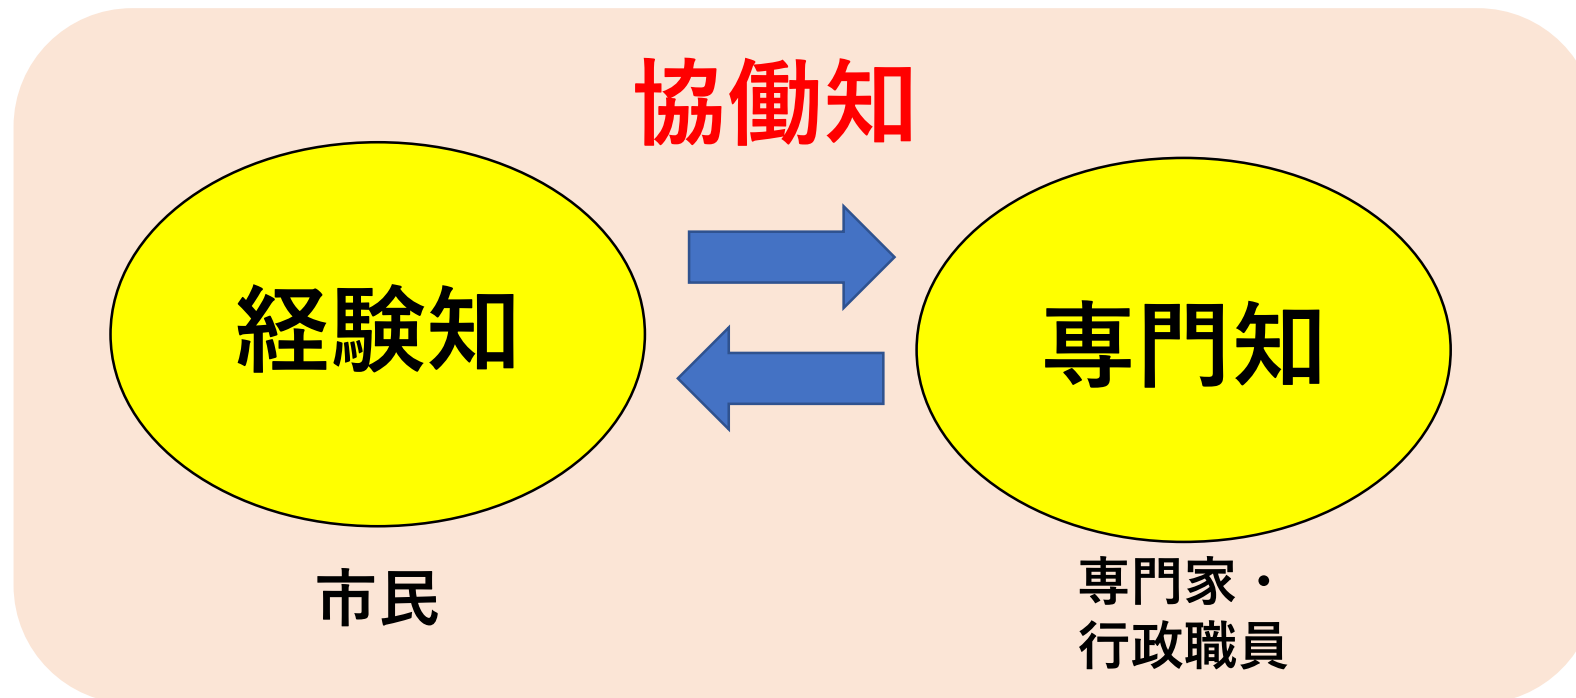 協働知
経験知
専門知
市民
専門家・
行政職員